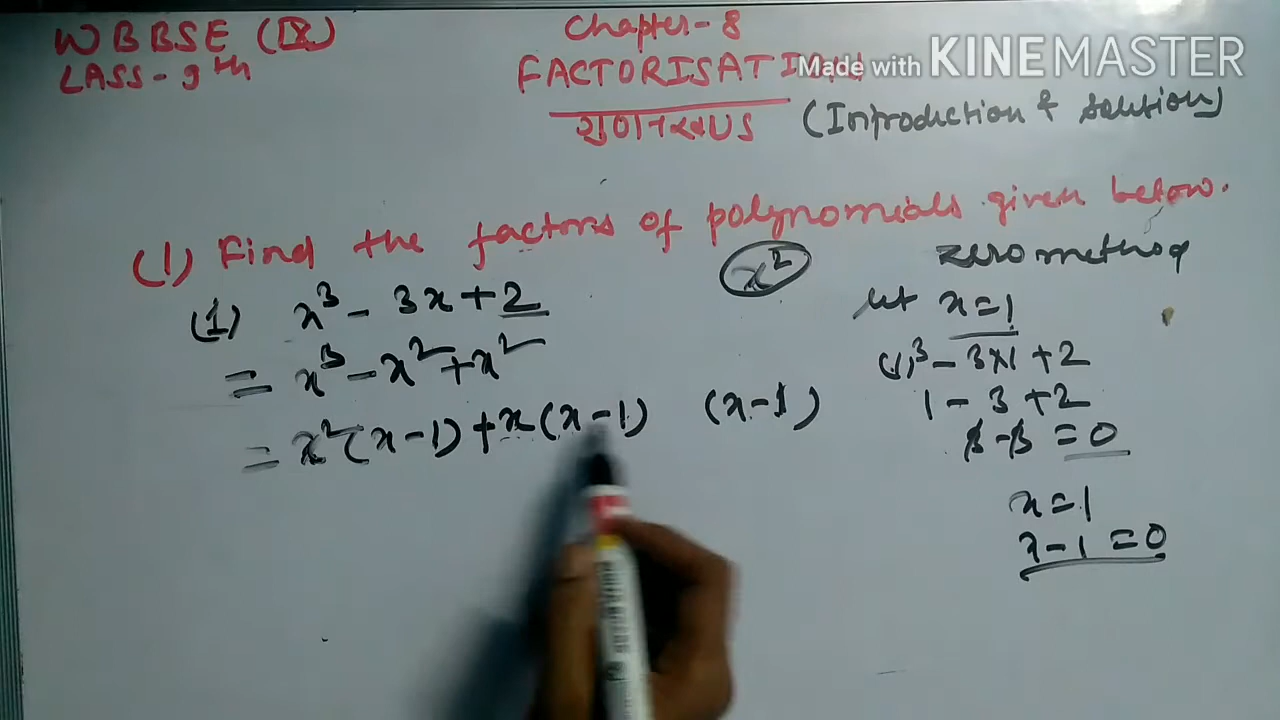 WBBSE (IX)
LASS - 9th
Chapter - 8
FACTORISATION
Made with KINEMASTER
(Introduction & solution)
(1) Find the factors of polynomials given below.
(1) x³ - 3x + 2
= x³ - x² + x²
= x²(x-1) + x(x-1) (x-1)
x²
zero method
let x=1
(1)³ - 3×1 + 2
1 - 3 + 2
3 - 3 = 0
x = 1
x - 1 = 0